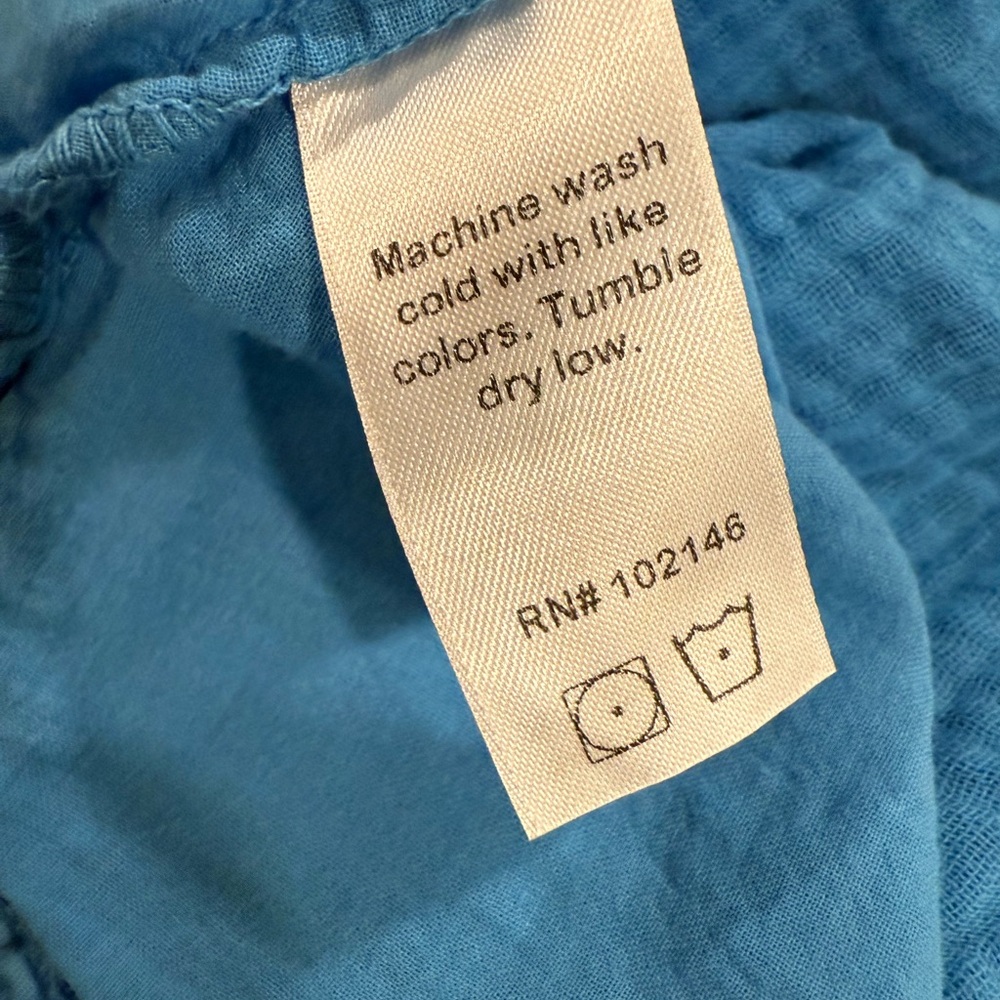 Machine wash
cold with like
colors. Tumble
dry low.
RN# 102146